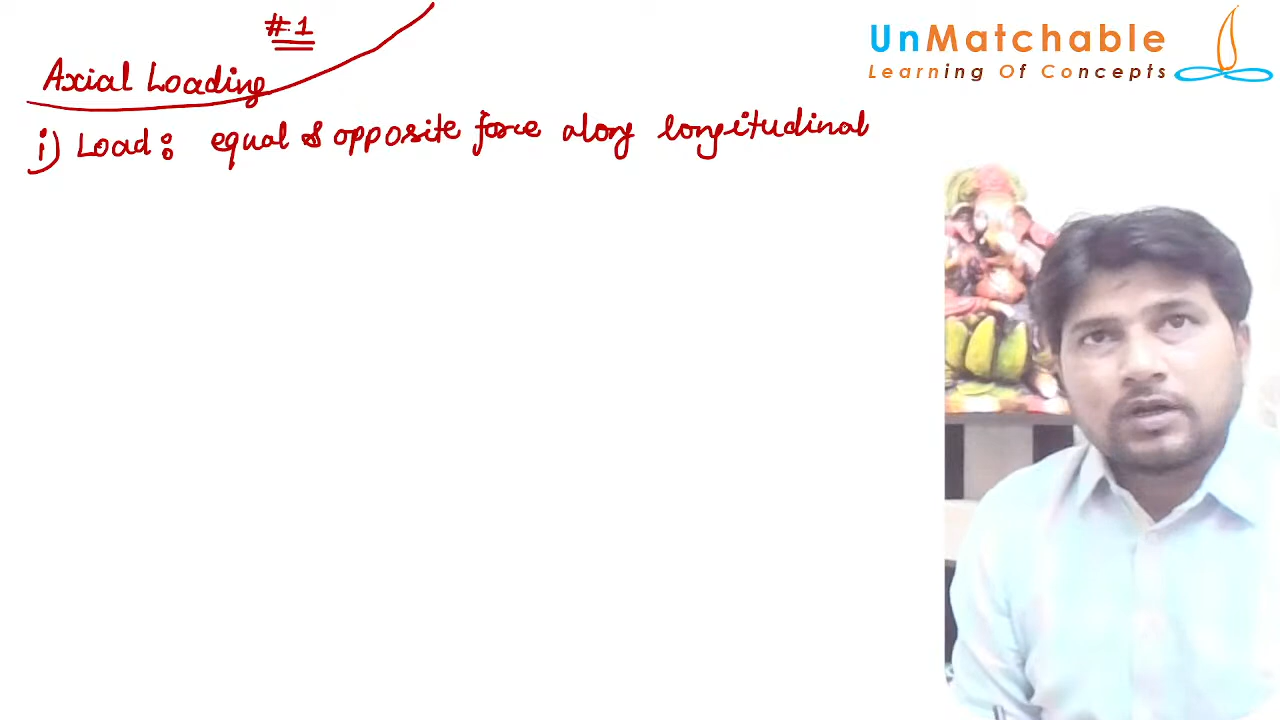 #1
UnMatchable
Learning Of Concepts
Axial Loading
i) Load : equal & opposite force along longitudinal